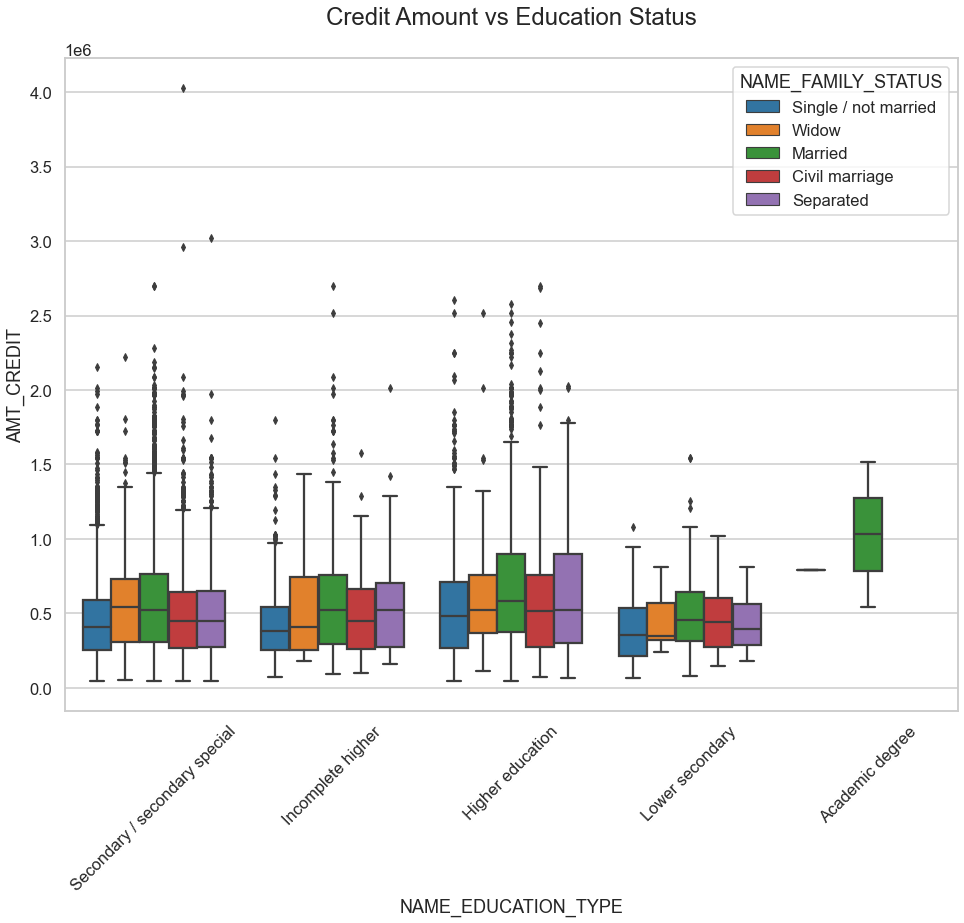 Credit Amount vs Education Status
1e6
4.0
3.5
3.0
2.5
2.0
1.5
1.0
0.5
0.0
AMT_CREDIT
NAME_FAMILY_STATUS
Single / not married
Widow
Married
Civil marriage
Separated
Secondary / secondary special
Incomplete higher
Higher education
Lower secondary
Academic degree
NAME_EDUCATION_TYPE